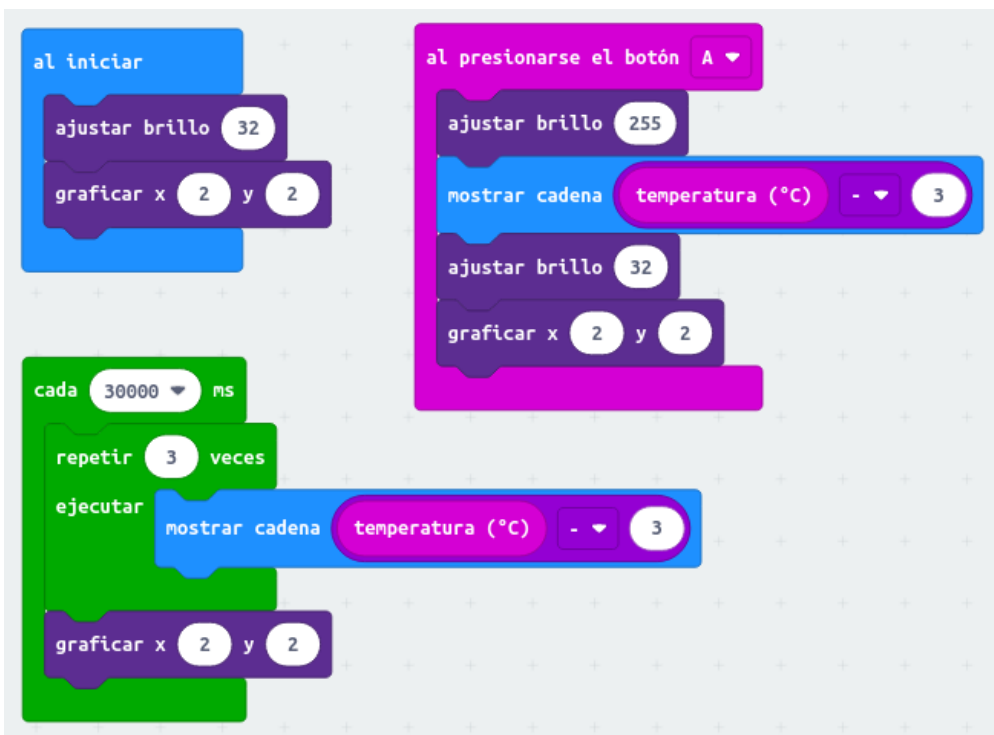 al iniciar
ajustar brillo 32
graficar x 2 y 2
al presionarse el botón A
ajustar brillo 255
mostrar cadena temperatura (°C) - 3
ajustar brillo 32
graficar x 2 y 2
cada 30000 ms
repetir 3 veces
ejecutar
mostrar cadena temperatura (°C) - 3
graficar x 2 y 2